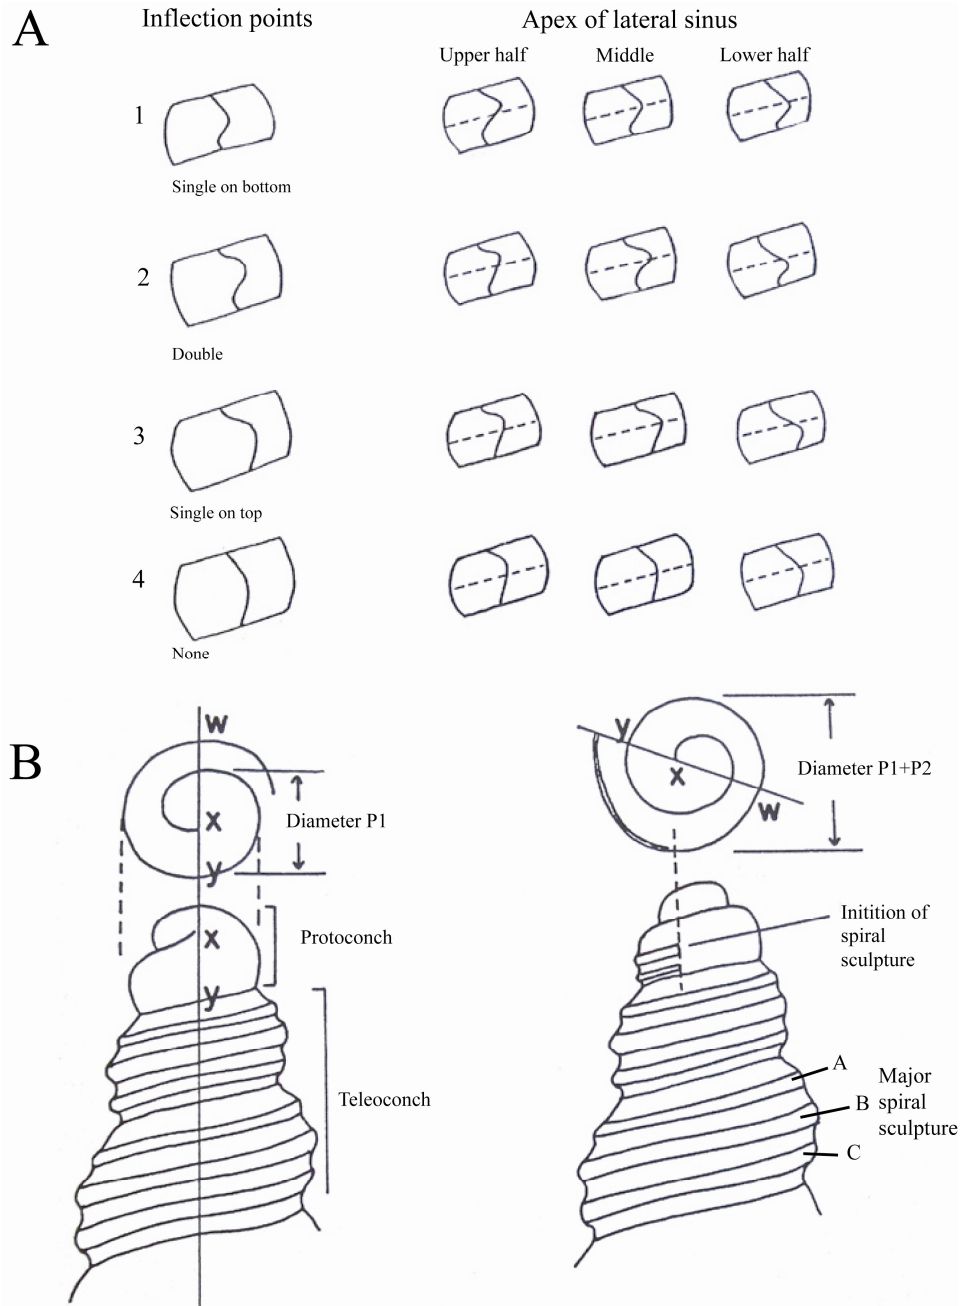 A
Inflection points
Apex of lateral sinus
Upper half
Middle
Lower half
1
Single on bottom
2
Double
3
Single on top
4
None
B
w
x
y
Diameter P1
x
y
Protoconch
Teleoconch
y
x
w
Diameter P1+P2
Initition of
spiral
sculpture
A
B
C
Major
spiral
sculpture